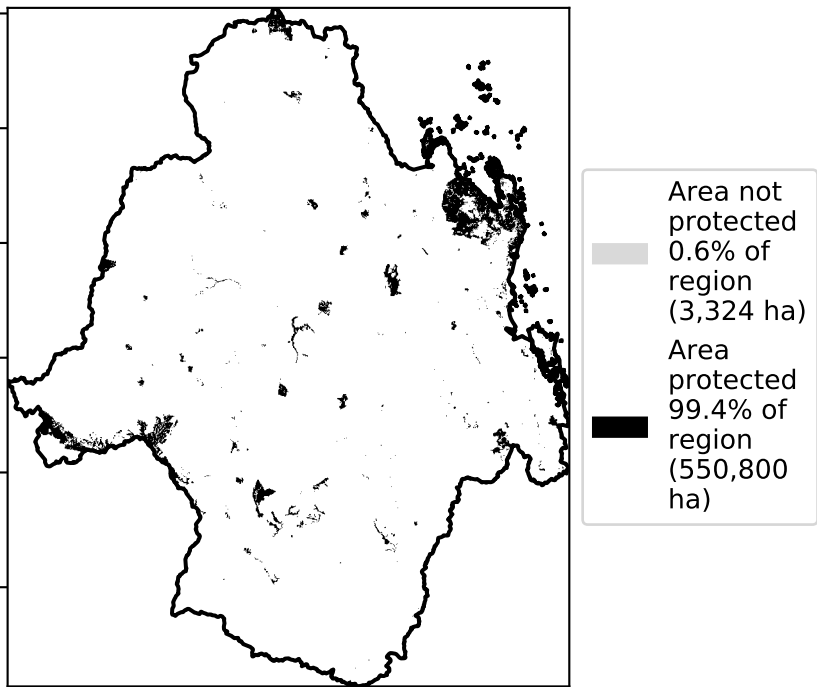 Area not
protected
0.6% of
region
(3,324 ha)
Area
protected
99.4% of
region
(550,800
ha)